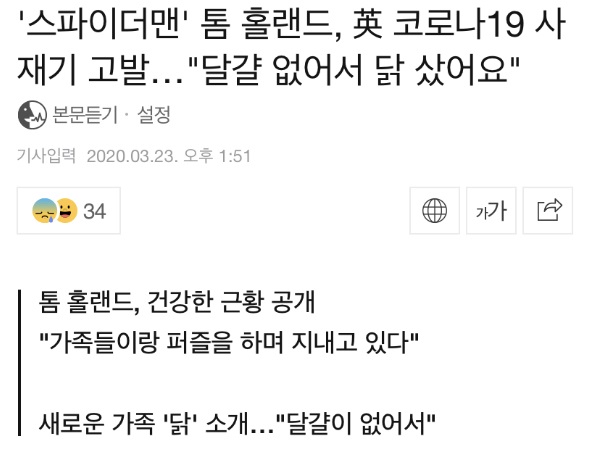 '스파이더맨' 톰 홀랜드, 英 코로나19 사
재기 고발…"달걀 없어서 닭 샀어요"
본문듣기 · 설정
기사입력 2020.03.23. 오후 1:51
34
가가
톰 홀랜드, 건강한 근황 공개
"가족들이랑 퍼즐을 하며 지내고 있다"
새로운 가족 '닭' 소개…"달걀이 없어서"